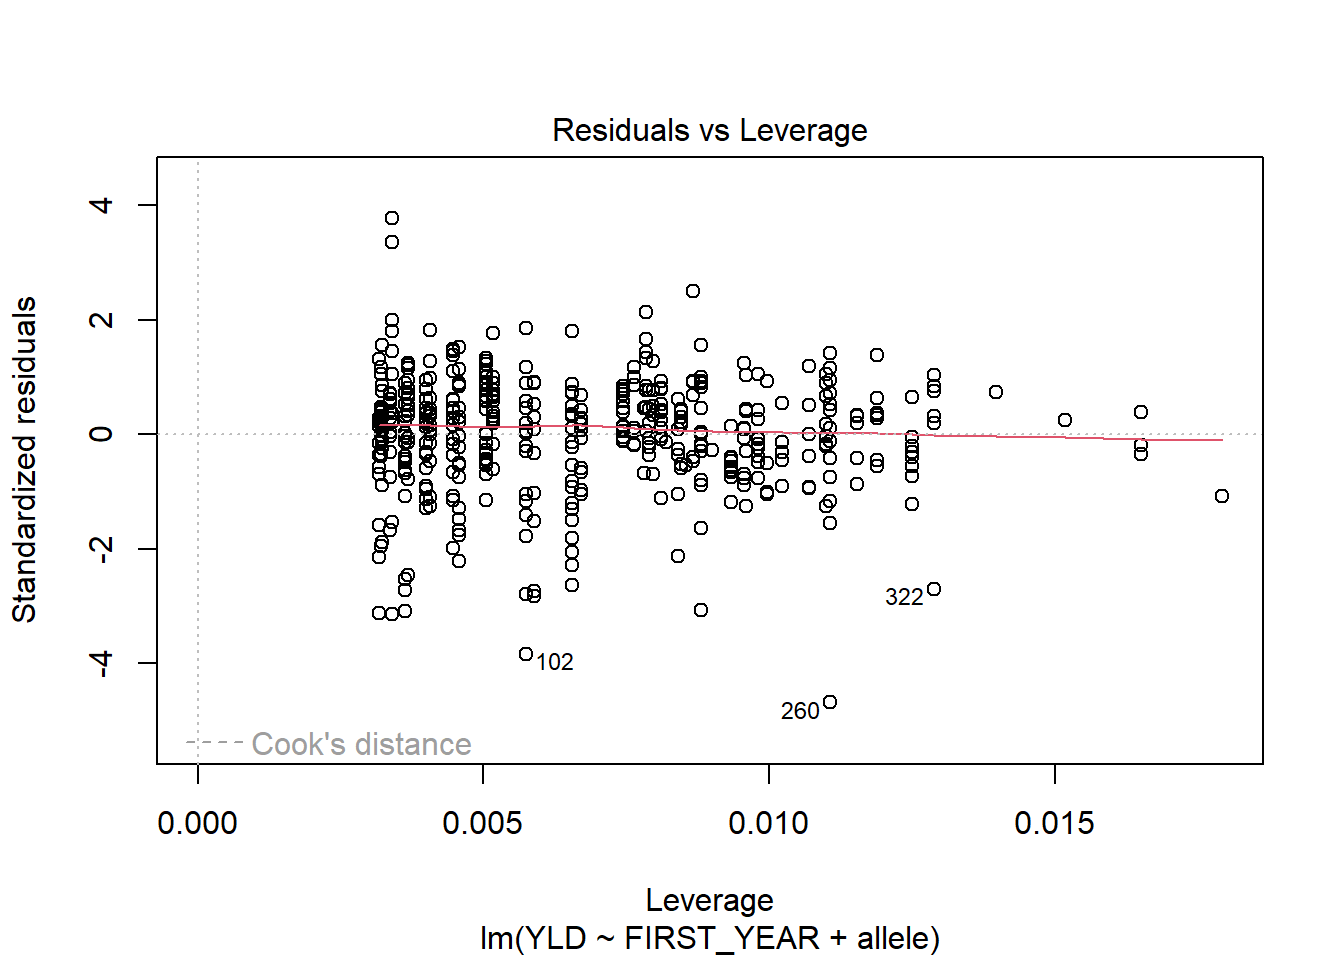 Residuals vs Leverage
Standardized residuals
4
2
0
-2
-4
322
102
260
Cook's distance
0.000 0.005 0.010 0.015
Leverage
lm(YLD ~ FIRST_YEAR + allele)